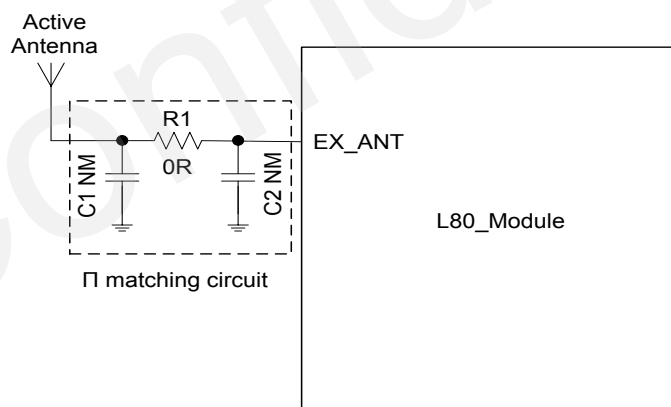 Active
Antenna
R1
0R
C1 NM
C2 NM
EX_ANT
L80_Module
Π matching circuit